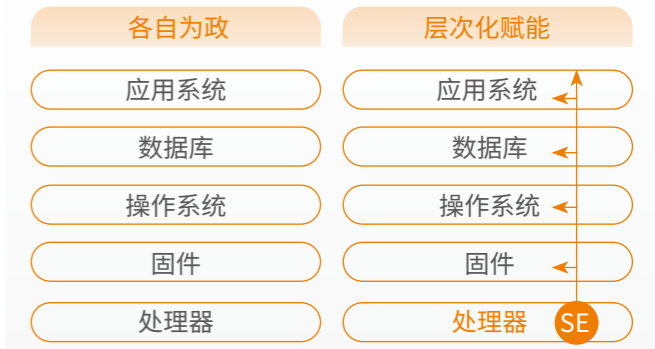 各自为政
层次化赋能
应用系统
应用系统
数据库
数据库
操作系统
操作系统
固件
固件
处理器
处理器 SE